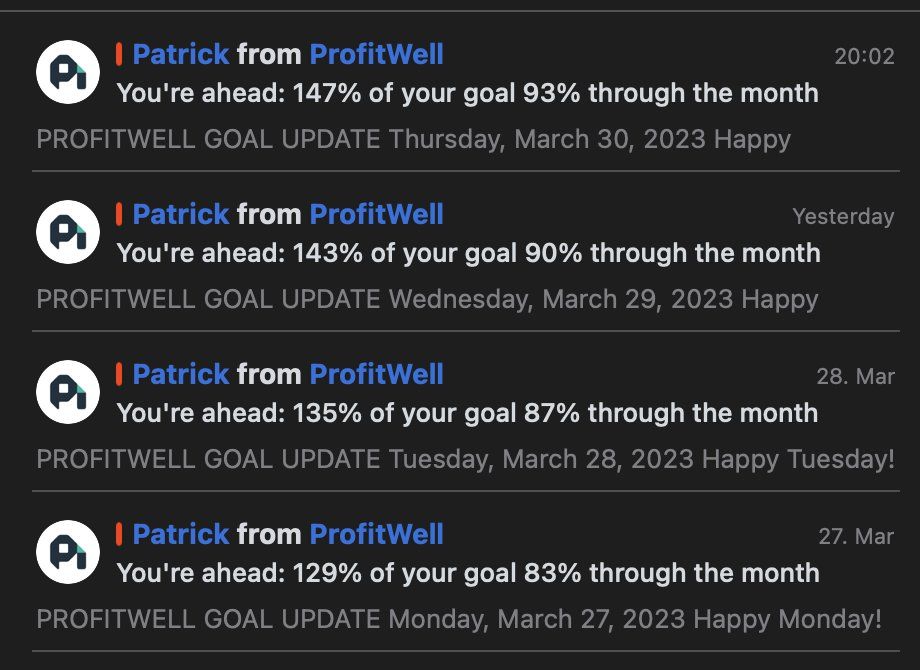 Patrick from ProfitWell 20:02
You're ahead: 147% of your goal 93% through the month
PROFITWELL GOAL UPDATE Thursday, March 30, 2023 Happy
Patrick from ProfitWell Yesterday
You're ahead: 143% of your goal 90% through the month
PROFITWELL GOAL UPDATE Wednesday, March 29, 2023 Happy
Patrick from ProfitWell 28. Mar
You're ahead: 135% of your goal 87% through the month
PROFITWELL GOAL UPDATE Tuesday, March 28, 2023 Happy Tuesday!
Patrick from ProfitWell 27. Mar
You're ahead: 129% of your goal 83% through the month
PROFITWELL GOAL UPDATE Monday, March 27, 2023 Happy Monday!